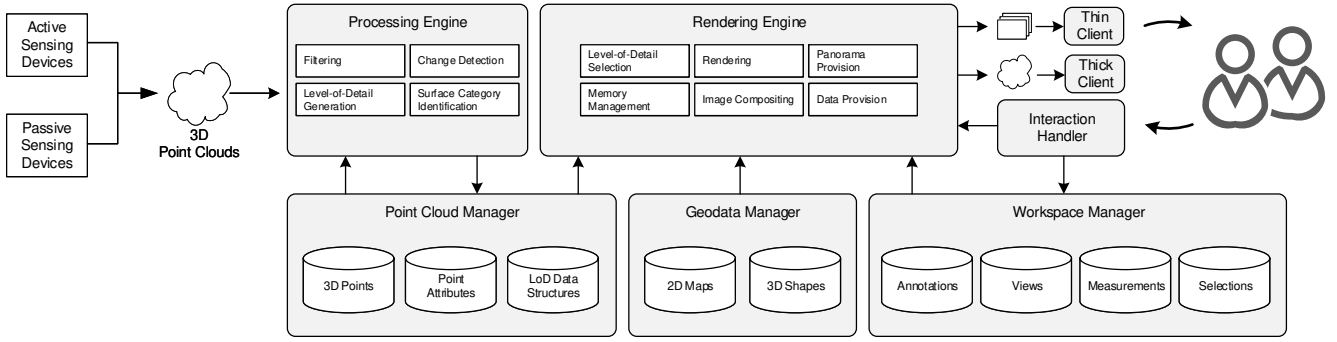 Active
Sensing
Devices
Passive
Sensing
Devices
3D
Point Clouds
Processing Engine
Filtering
Change Detection
Level-of-Detail
Generation
Surface Category
Identification
Rendering Engine
Level-of-Detail
Selection
Rendering
Panorama
Provision
Memory
Management
Image Compositing
Data Provision
Thin
Client
Thick
Client
Interaction
Handler
Point Cloud Manager
3D Points
Point
Attributes
LoD Data
Structures
Geodata Manager
2D Maps
3D Shapes
Workspace Manager
Annotations
Views
Measurements
Selections